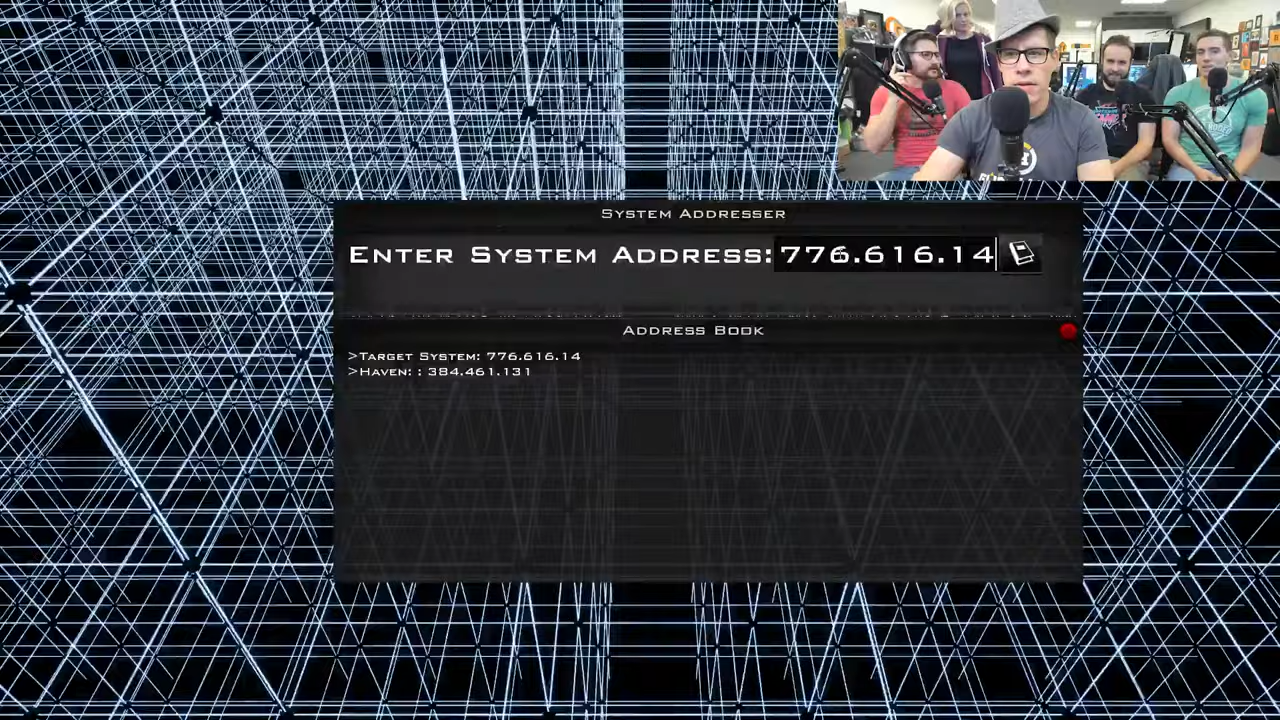 System Addresser
Enter System Address: 776.616.14
Address Book
>Target System: 776.616.14
>Haven: : 384.461.131